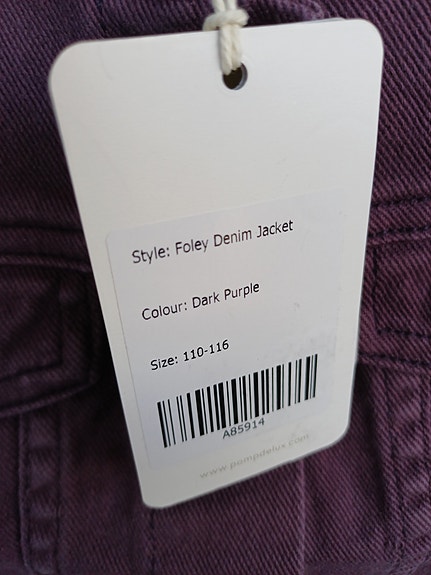 Style: Foley Denim Jacket
Colour: Dark Purple
Size: 110-116
A85914
www.pompdelux.com